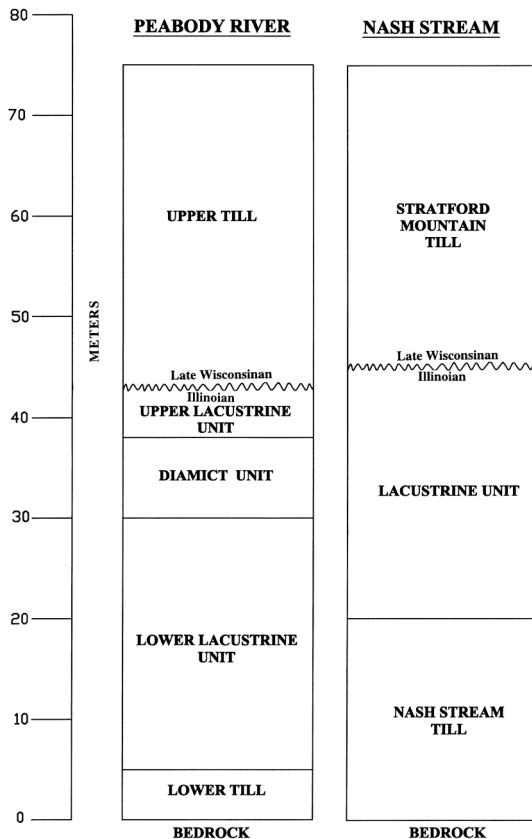 PEABODY RIVER
NASH STREAM
80
70
60
50
40
30
20
10
0
METERS
UPPER TILL
Late Wisconsinan
Illinoian
UPPER LACUSTRINE
UNIT
DIAMICT UNIT
LOWER LACUSTRINE
UNIT
LOWER TILL
BEDROCK
STRATFORD
MOUNTAIN
TILL
Late Wisconsinan
Illinoian
LACUSTRINE UNIT
NASH STREAM
TILL
BEDROCK